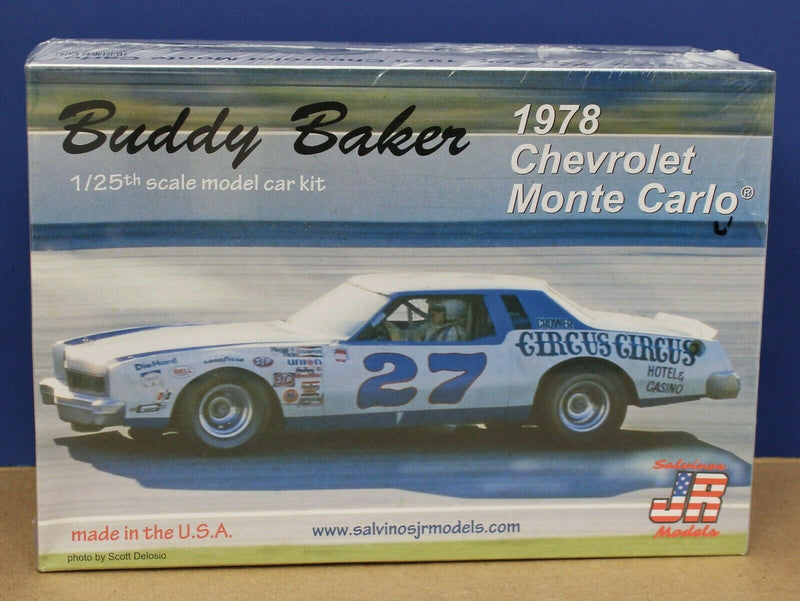 Buddy Baker
1/25th scale model car kit
1978
Chevrolet
Monte Carlo®
CROWER
CIRCUS CIRCUS
HOTEL &
CASINO
27
DieHard
GOODYEAR
STP
union
BELL
Salvinos
JR
Models
made in the U.S.A.
www.salvinosjrmodels.com
photo by Scott Delosio